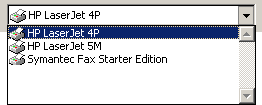 HP LaserJet 4P
HP LaserJet 4P
HP LaserJet 5M
Symantec Fax Starter Edition